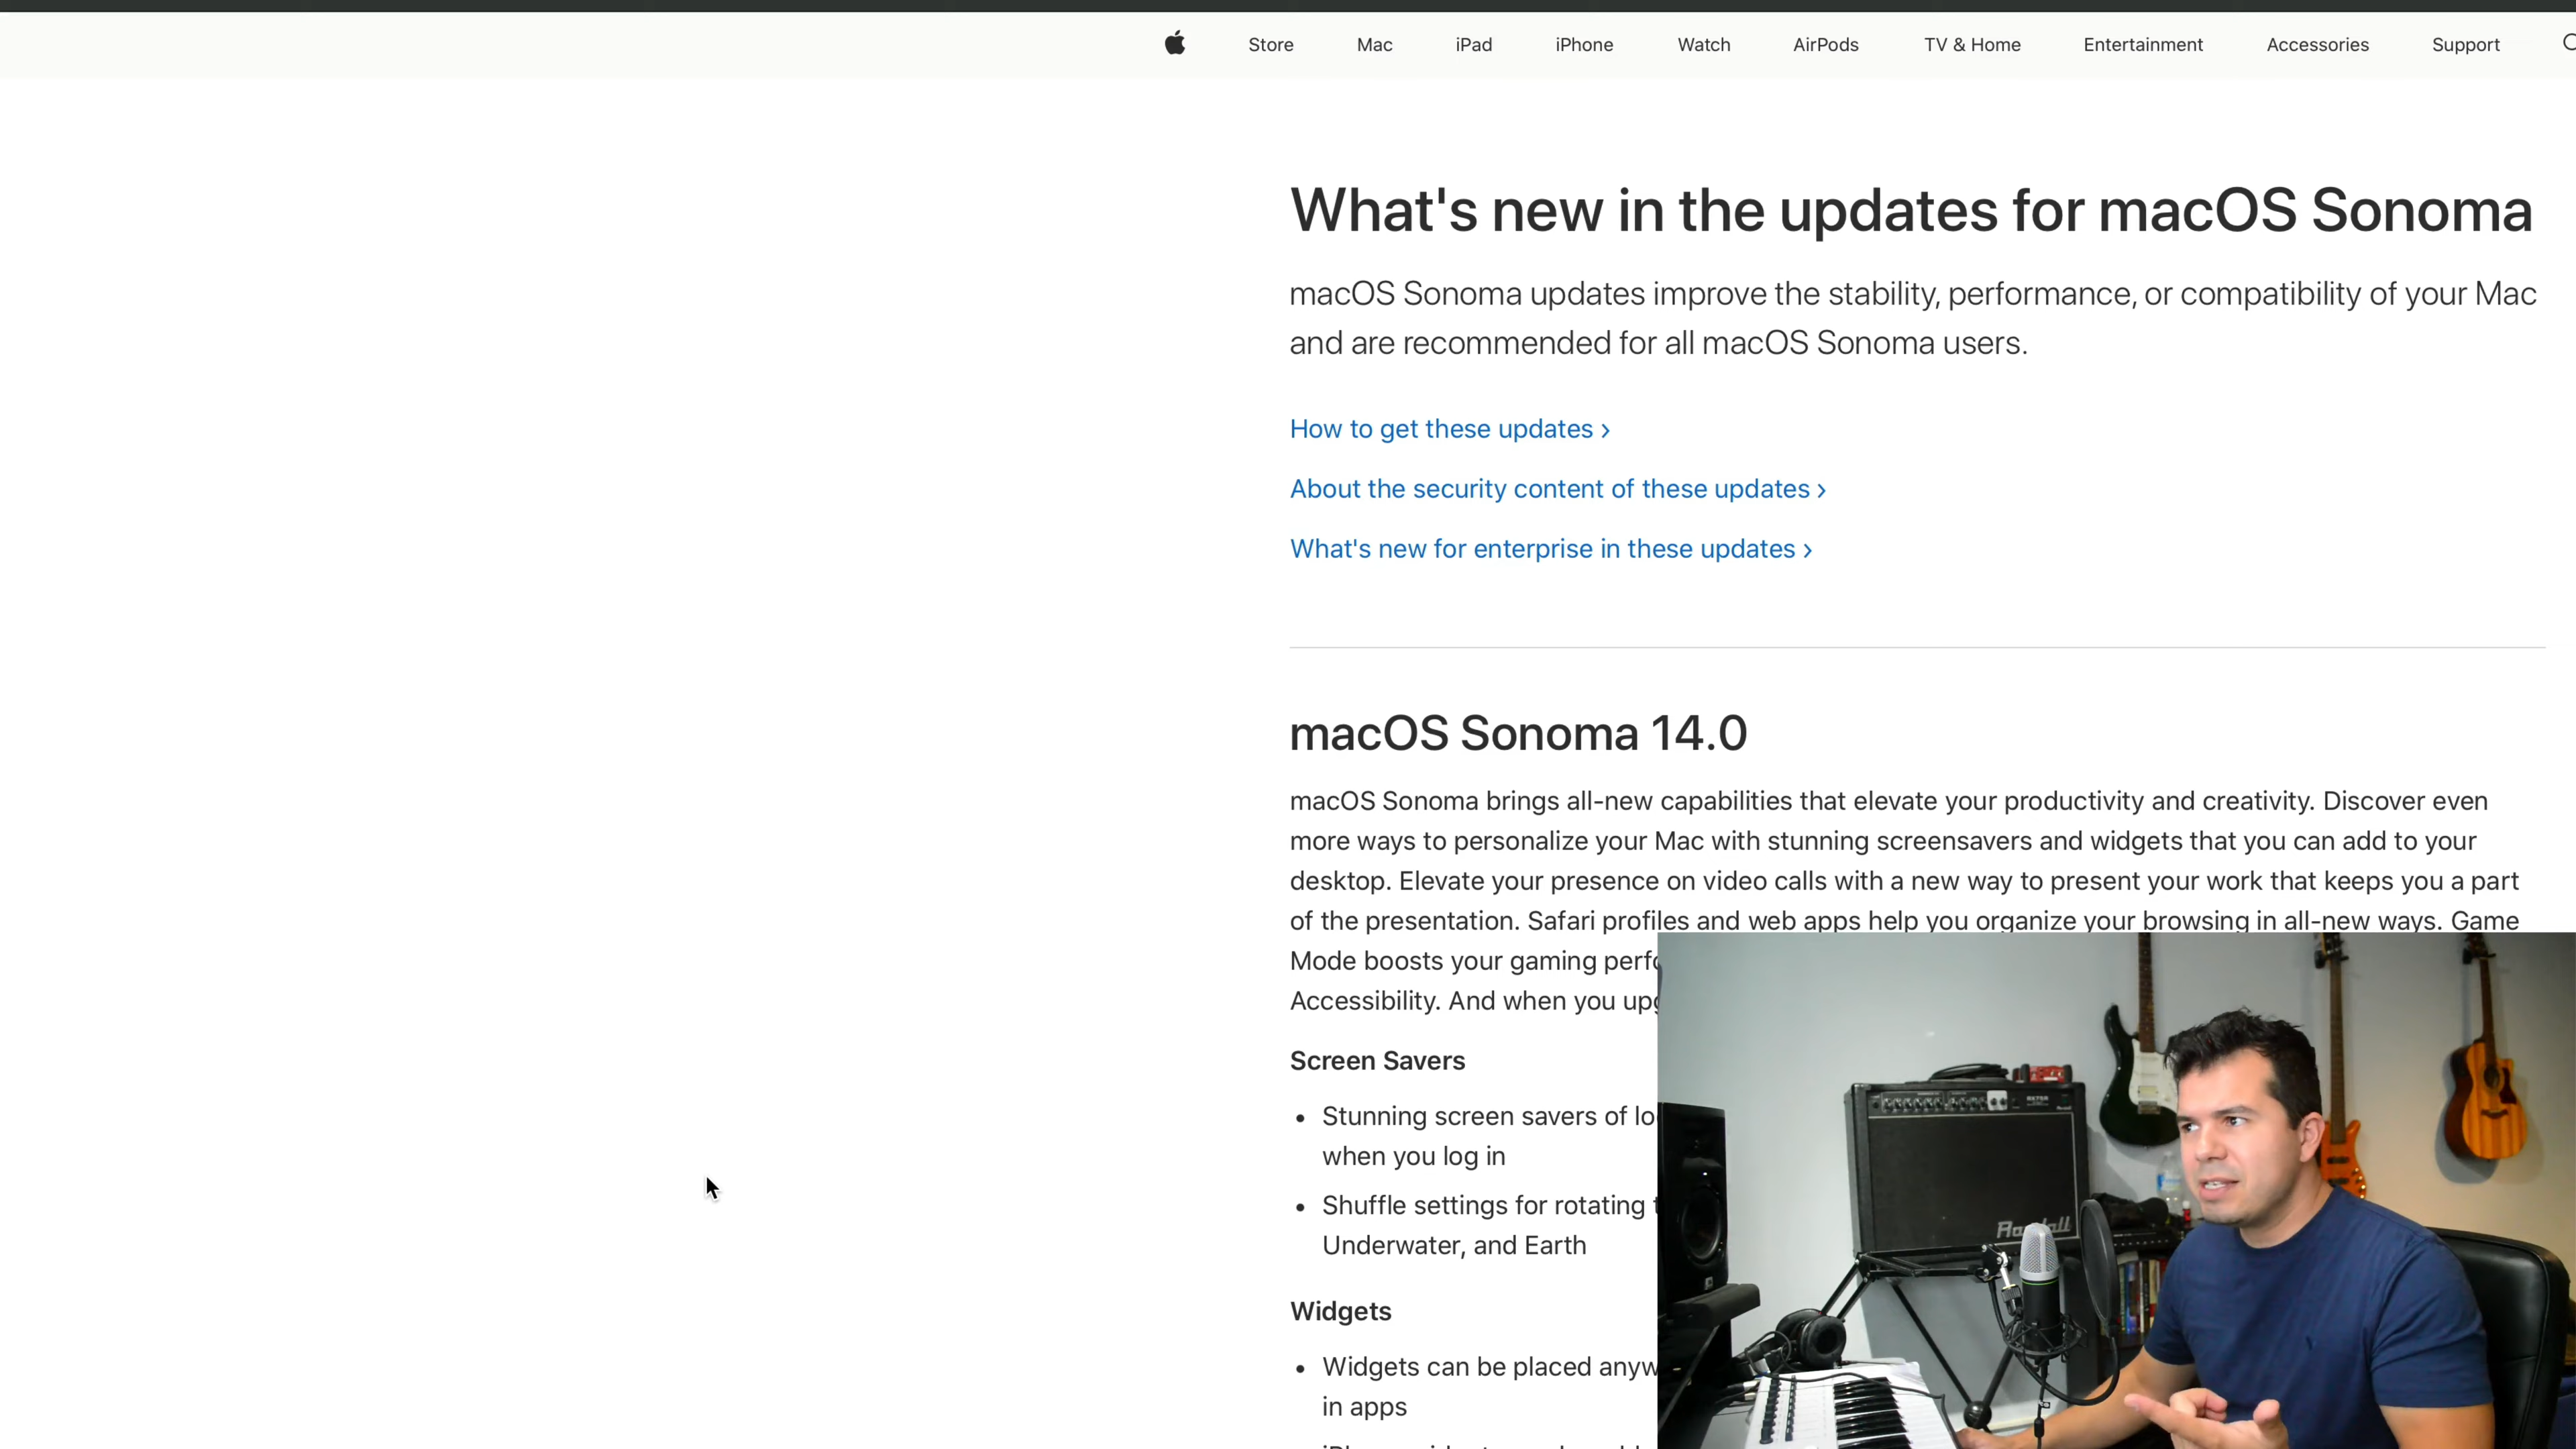 Store Mac iPad iPhone Watch AirPods TV & Home Entertainment Accessories Support
What's new in the updates for macOS Sonoma
macOS Sonoma updates improve the stability, performance, or compatibility of your Mac
and are recommended for all macOS Sonoma users.
How to get these updates >
About the security content of these updates >
What's new for enterprise in these updates >
macOS Sonoma 14.0
macOS Sonoma brings all-new capabilities that elevate your productivity and creativity. Discover even
more ways to personalize your Mac with stunning screensavers and widgets that you can add to your
desktop. Elevate your presence on video calls with a new way to present your work that keeps you a part
of the presentation. Safari profiles and web apps help you organize your browsing in all-new ways. Game
Mode boosts your gaming
Accessibility. And when you
Screen Savers
• Stunning screen savers of
when you log in
• Shuffle settings for rotating
Underwater, and Earth
Widgets
• Widgets can be placed
in apps
Randall